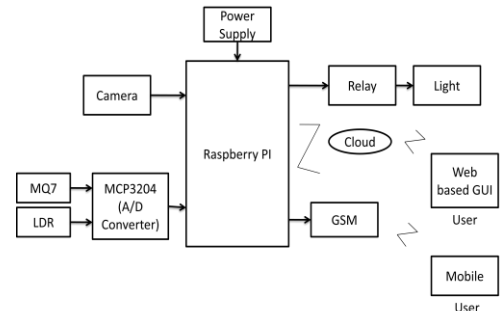 Power
Supply
Camera
Relay
Light
Raspberry PI
Cloud
MQ7
LDR
MCP3204
(A/D
Converter)
GSM
Web
based GUI
User
Mobile
User